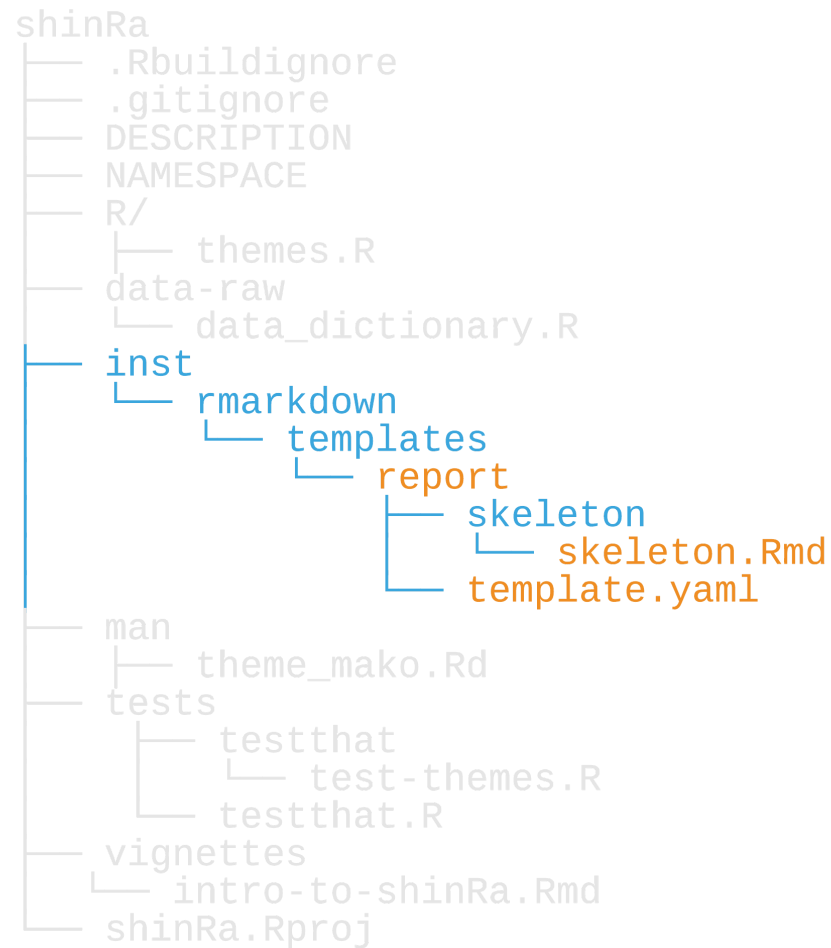 shinRa
.Rbuildignore
.gitignore
DESCRIPTION
NAMESPACE
R/
themes.R
data-raw
data_dictionary.R
inst
rmarkdown
templates
report
skeleton
skeleton.Rmd
template.yaml
man
theme_mako.Rd
tests
testthat
test-themes.R
testthat.R
vignettes
intro-to-shinRa.Rmd
shinRa.Rproj